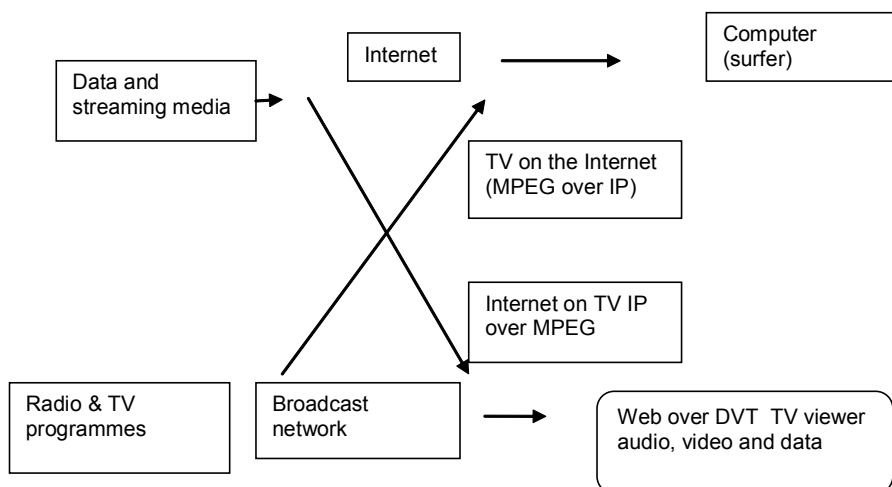 Internet
Computer
(surfer)
Data and
streaming media
TV on the Internet
(MPEG over IP)
Internet on TV IP
over MPEG
Radio & TV
programmes
Broadcast
network
Web over DVT TV viewer
audio, video and data